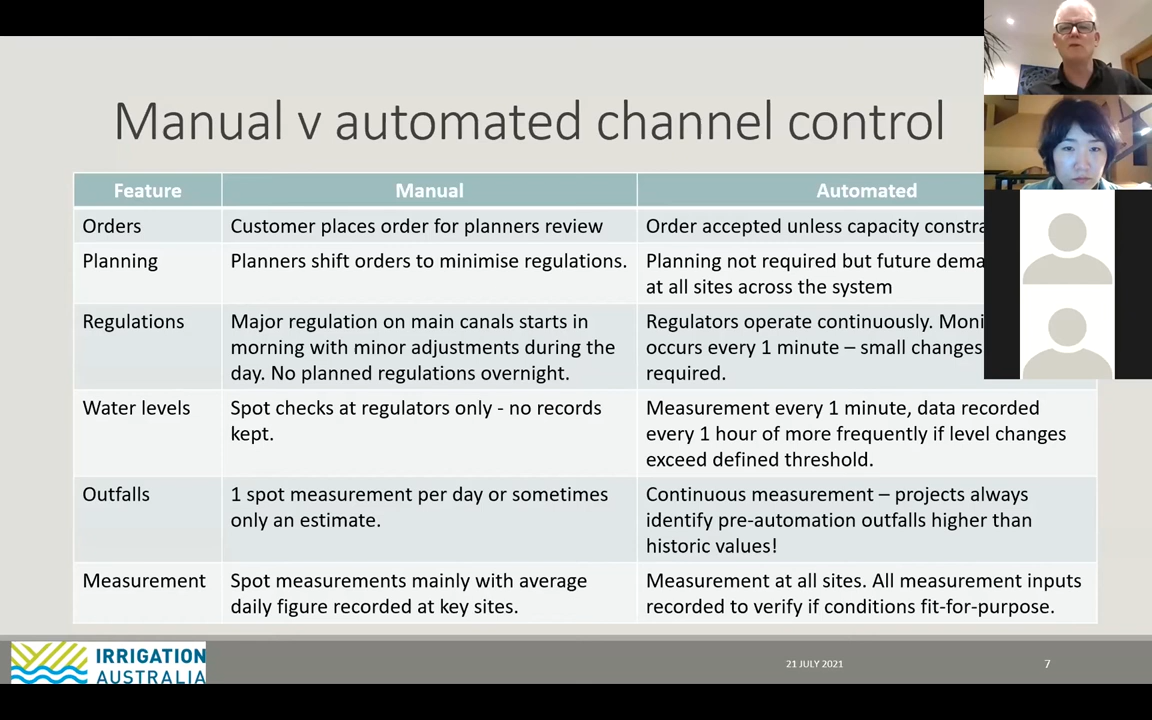 Manual v automated channel control
Feature
Manual
Automated
Orders
Customer places order for planners review
Order accepted unless capacity
Planning
Planners shift orders to minimise regulations.
Planning not required but future
at all sites across the system
Regulations
Major regulation on main canals starts in
morning with minor adjustments during the
day. No planned regulations overnight.
Regulators operate continuously.
occurs every 1 minute – small changes
required.
Water levels
Spot checks at regulators only - no records
kept.
Measurement every 1 minute, data recorded
every 1 hour of more frequently if level changes
exceed defined threshold.
Outfalls
1 spot measurement per day or sometimes
only an estimate.
Continuous measurement – projects always
identify pre-automation outfalls higher than
historic values!
Measurement
Spot measurements mainly with average
daily figure recorded at key sites.
Measurement at all sites. All measurement inputs
recorded to verify if conditions fit-for-purpose.
IRRIGATION
AUSTRALIA
21 JULY 2021
7